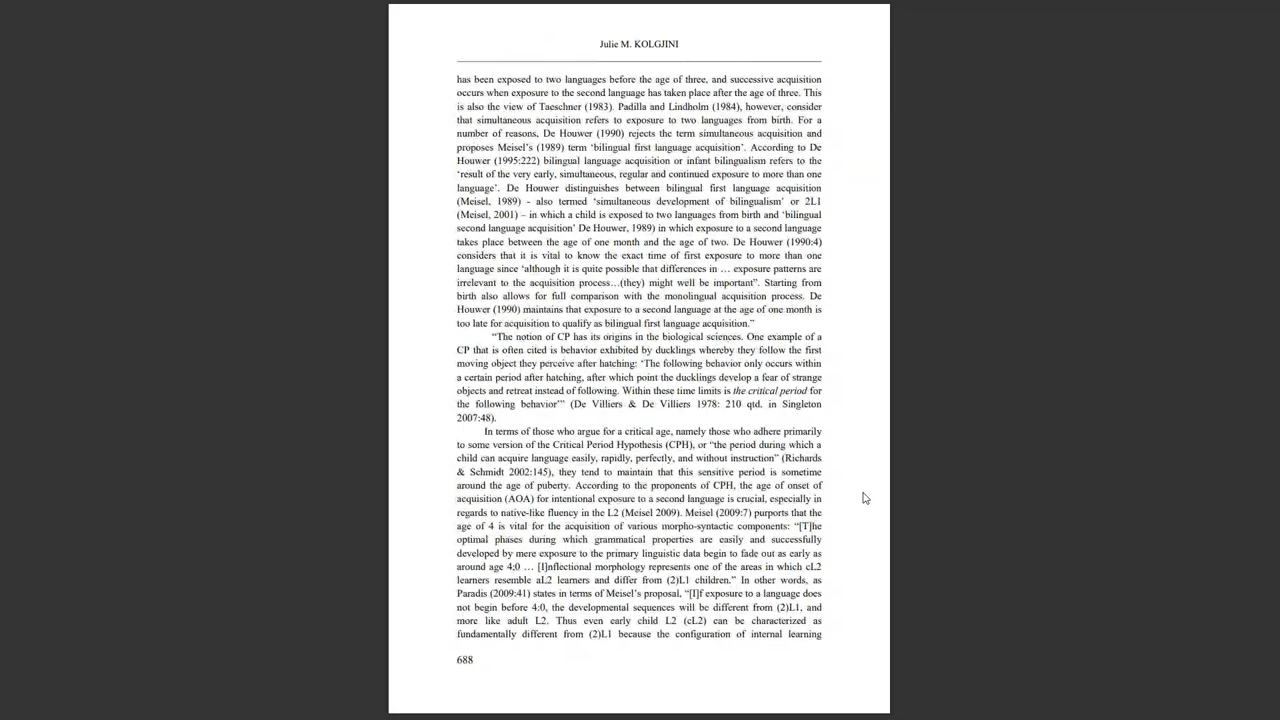 Julie M. KOLGJINI
has been exposed to two languages before the age of three, and successive acquisition
occurs when exposure to the second language has taken place after the age of three. This
is also the view of Taeschner (1983). Padilla and Lindholm (1984), however, consider
that simultaneous acquisition refers to exposure to two languages from birth. For a
number of reasons, De Houwer (1990) rejects the term simultaneous acquisition and
proposes Meisel's (1989) term ‘bilingual first language acquisition’. According to De
Houwer (1995:222) bilingual language acquisition or infant bilingualism refers to the
‘result of the very early, simultaneous, regular and continued exposure to more than one
language’. De Houwer distinguishes between bilingual first language acquisition
(Meisel, 1989) - also termed ‘simultaneous development of bilingualism’ or 2L1
(Meisel, 2001) – in which a child is exposed to two languages from birth and ‘bilingual
second language acquisition’ De Houwer, 1989) in which exposure to a second language
takes place between the age of one month and the age of two. De Houwer (1990:4)
considers that it is vital to know the exact time of first exposure to more than one
language since ‘although it is quite possible that differences in … exposure patterns are
irrelevant to the acquisition process…(they) might well be important”. Starting from
birth also allows for full comparison with the monolingual acquisition process. De
Houwer (1990) maintains that exposure to a second language at the age of one month is
too late for acquisition to qualify as bilingual first language acquisition.”
“The notion of CP has its origins in the biological sciences. One example of a
CP that is often cited is behavior exhibited by ducklings whereby they follow the first
moving object they perceive after hatching: ‘The following behavior only occurs within
a certain period after hatching, after which point the ducklings develop a fear of strange
objects and retreat instead of following. Within these time limits is the critical period for
the following behavior’” (De Villiers & De Villiers 1978: 210 qtd. in Singleton
2007:48).
In terms of those who argue for a critical age, namely those who adhere primarily
to some version of the Critical Period Hypothesis (CPH), or “the period during which a
child can acquire language easily, rapidly, perfectly, and without instruction” (Richards
& Schmidt 2002:145), they tend to maintain that this sensitive period is sometime
around the age of puberty. According to the proponents of CPH, the age of onset of
acquisition (AOA) for intentional exposure to a second language is crucial, especially in
regards to native-like fluency in the L2 (Meisel 2009). Meisel (2009:7) purports that the
age of 4 is vital for the acquisition of various morpho-syntactic components: “[T]he
optimal phases during which grammatical properties are easily and successfully
developed by mere exposure to the primary linguistic data begin to fade out as early as
around age 4;0 … [I]nflectional morphology represents one of the areas in which cL2
learners resemble aL2 learners and differ from (2)L1 children.” In other words, as
Paradis (2009:41) states in terms of Meisel’s proposal, “[I]f exposure to a language does
not begin before 4:0, the developmental sequences will be different from (2)L1, and
more like adult L2. Thus even early child L2 (cL2) can be characterized as
fundamentally different from (2)L1 because the configuration of internal learning
688